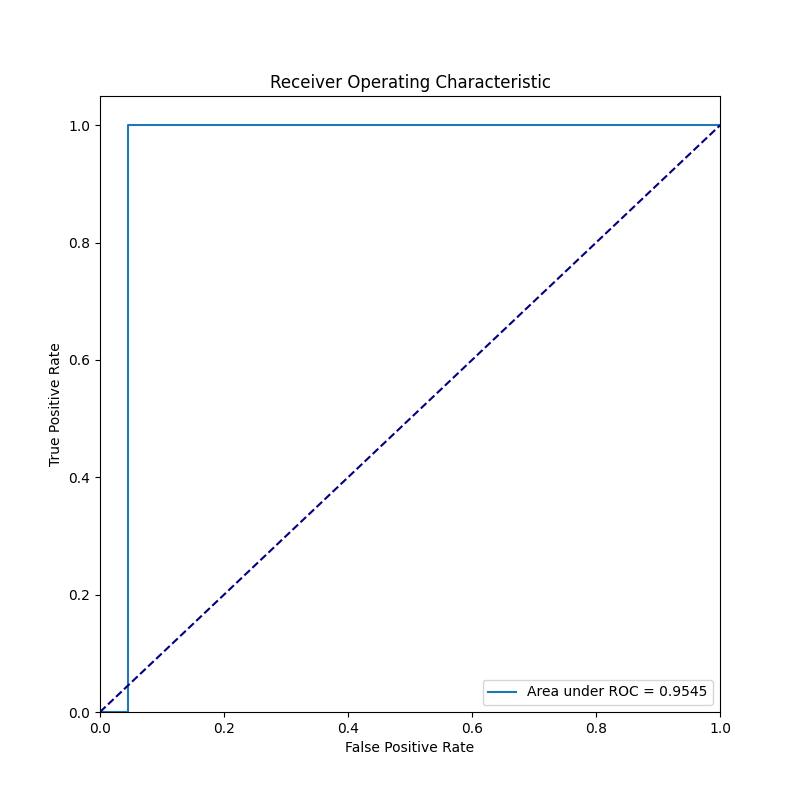 Receiver Operating Characteristic
True Positive Rate
1.0
0.8
0.6
0.4
0.2
0.0
Area under ROC = 0.9545
0.0 0.2 0.4 0.6 0.8 1.0
False Positive Rate